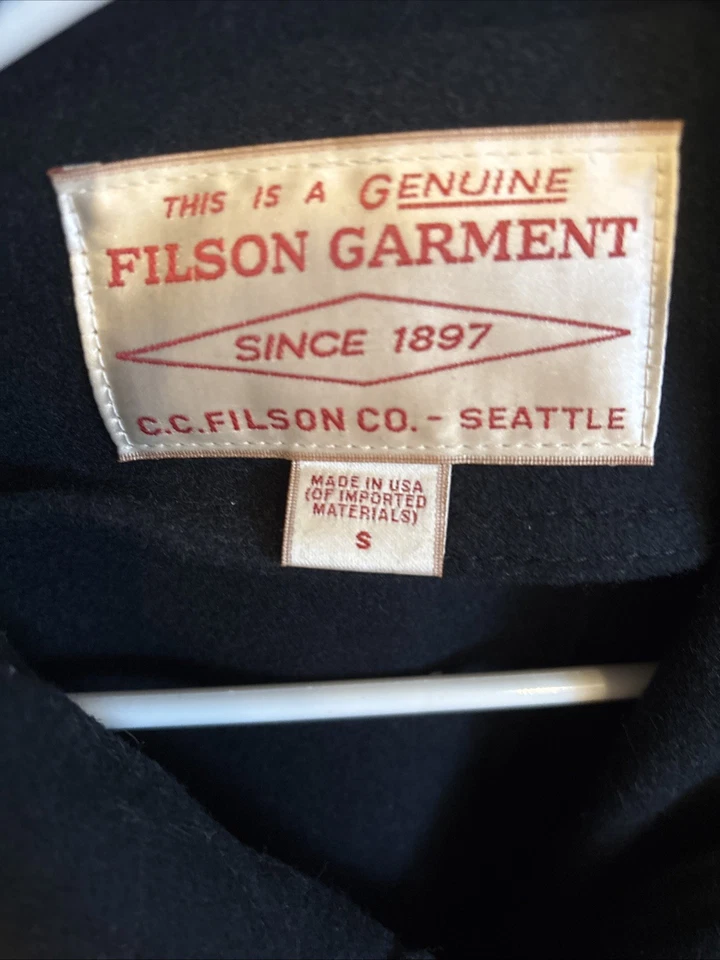 THIS IS A GENUINE
FILSON GARMENT
SINCE 1897
C.C.FILSON CO. - SEATTLE
MADE IN USA
(OF IMPORTED
MATERIALS)
S